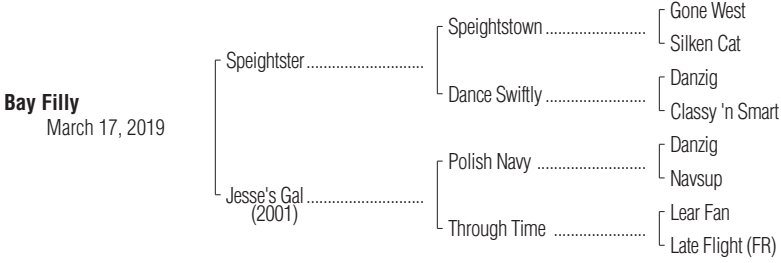 Bay Filly
March 17, 2019
Speightster
Jesse's Gal
(2001)
Speightstown
Dance Swiftly
Polish Navy
Through Time
Gone West
Silken Cat
Danzig
Classy 'n Smart
Danzig
Navsup
Lear Fan
Late Flight (FR)